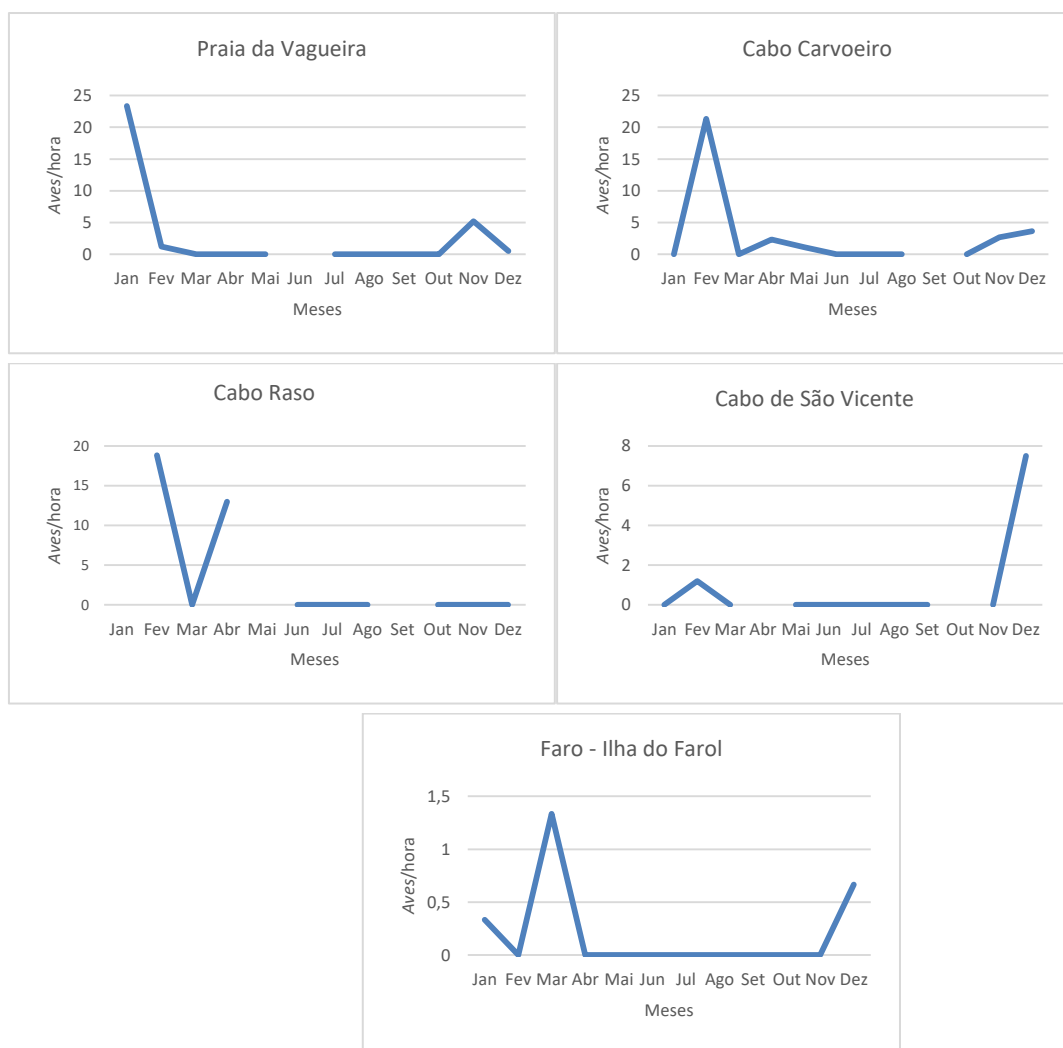 Praia da Vagueira
25
20
15
10
5
0
Aves/hora
Jan Fev Mar Abr Mai Jun Jul Ago Set Out Nov Dez
Meses
Cabo Carvoeiro
25
20
15
10
5
0
Aves/hora
Jan Fev Mar Abr Mai Jun Jul Ago Set Out Nov Dez
Meses
Cabo Raso
20
15
10
5
0
Aves/hora
Jan Fev Mar Abr Mai Jun Jul Ago Set Out Nov Dez
Meses
Cabo de São Vicente
8
6
4
2
0
Aves/hora
Jan Fev Mar Abr Mai Jun Jul Ago Set Out Nov Dez
Meses
Faro - Ilha do Farol
1,5
1
0,5
0
Aves/hora
Jan Fev Mar Abr Mai Jun Jul Ago Set Out Nov Dez
Meses